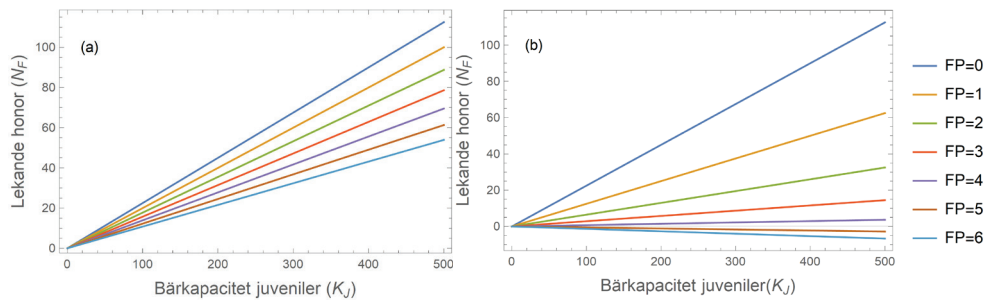 (a)
Lekande honor (N_F)
100
80
60
40
20
0
0 100 200 300 400 500
Bärkapacitet juveniler (K_J)
(b)
Lekande honor (N_F)
100
80
60
40
20
0
0 100 200 300 400 500
Bärkapacitet juveniler(K_J)
FP=0
FP=1
FP=2
FP=3
FP=4
FP=5
FP=6